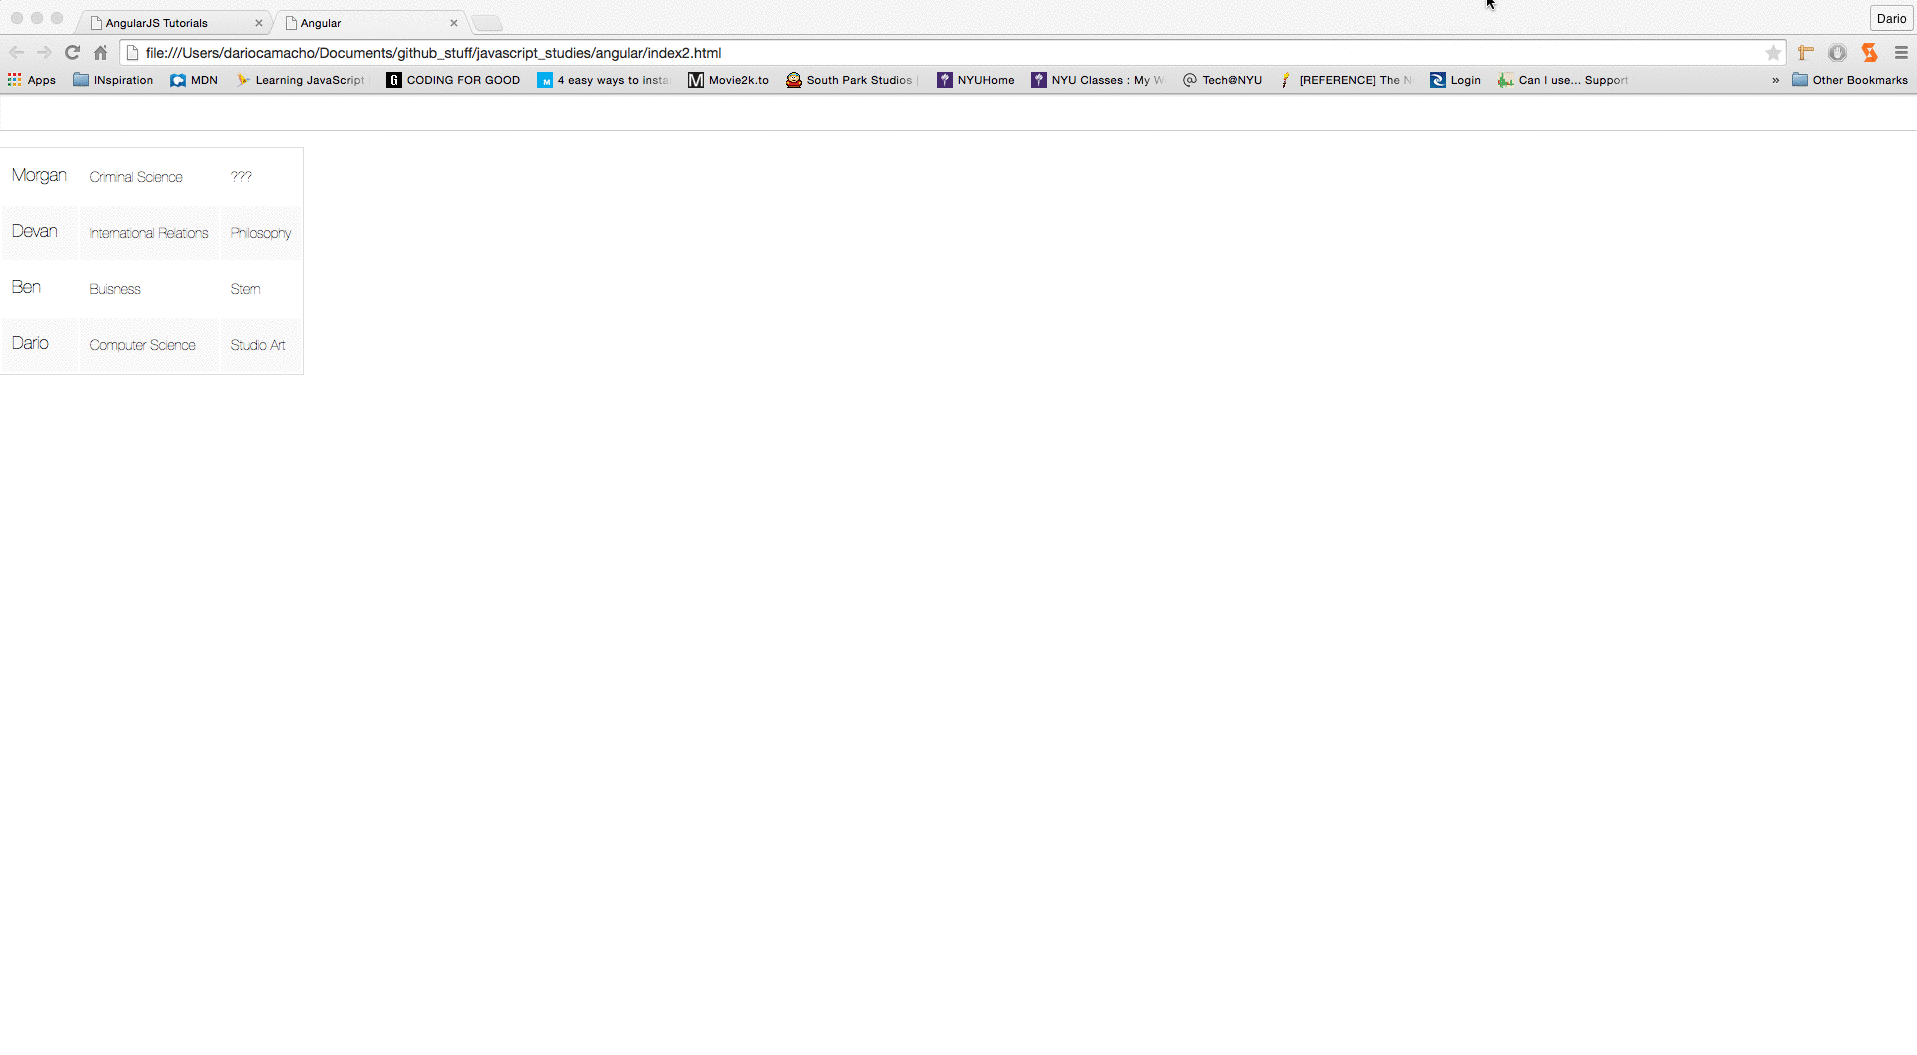 AngularJS Tutorials
Angular
Dario
file:///Users/dariocamacho/Documents/github_stuff/javascript_studies/angular/index2.html
Apps INspiration MDN Learning JavaScript CODING FOR GOOD 4 easy ways to insta Movie2k.to South Park Studios NYUHome NYU Classes : My W Tech@NYU [REFERENCE] The N Login Can I use... Support » Other Bookmarks
Morgan Criminal Science ???
Devan International Relations Philosophy
Ben Buisness Stern
Dario Computer Science Studio Art